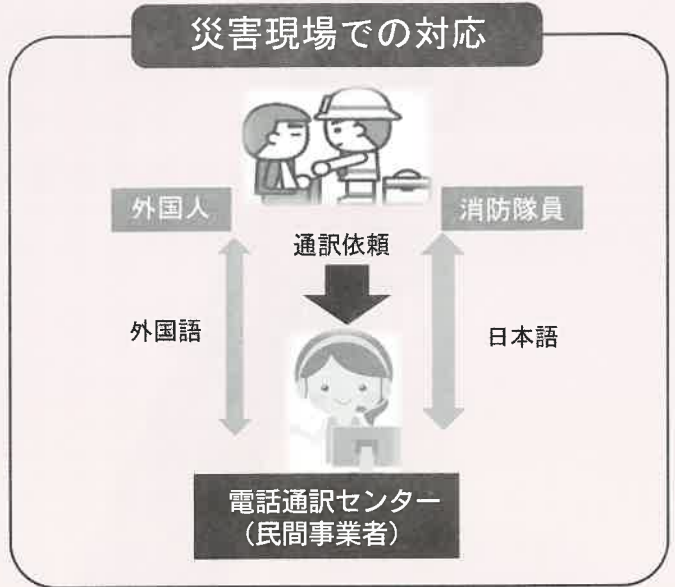 災害現場での対応
外国人
消防隊員
通訳依頼
外国語
日本語
電話通訳センター
（民間事業者）